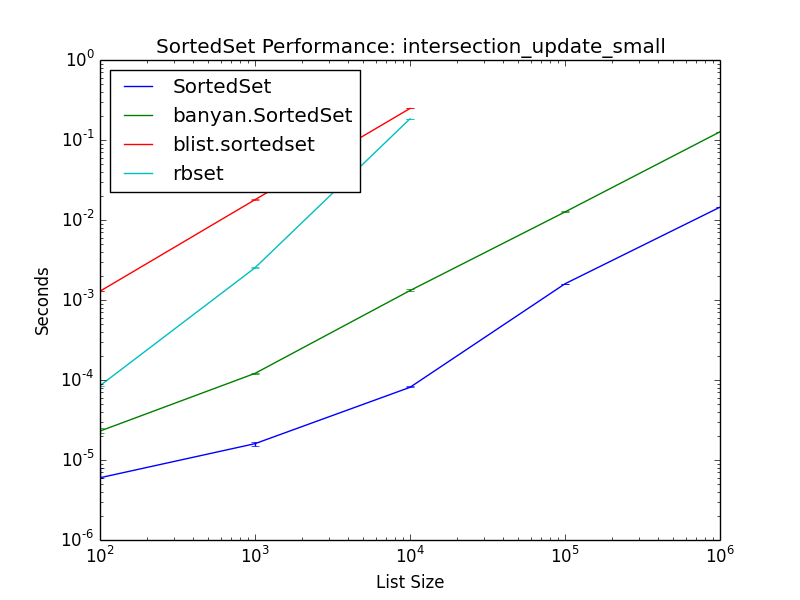 SortedSet Performance: intersection_update_small
10^0
10^-1
10^-2
10^-3
10^-4
10^-5
10^-6
Seconds
SortedSet
banyan.SortedSet
blist.sortedset
rbset
10^2 10^3 10^4 10^5 10^6
List Size